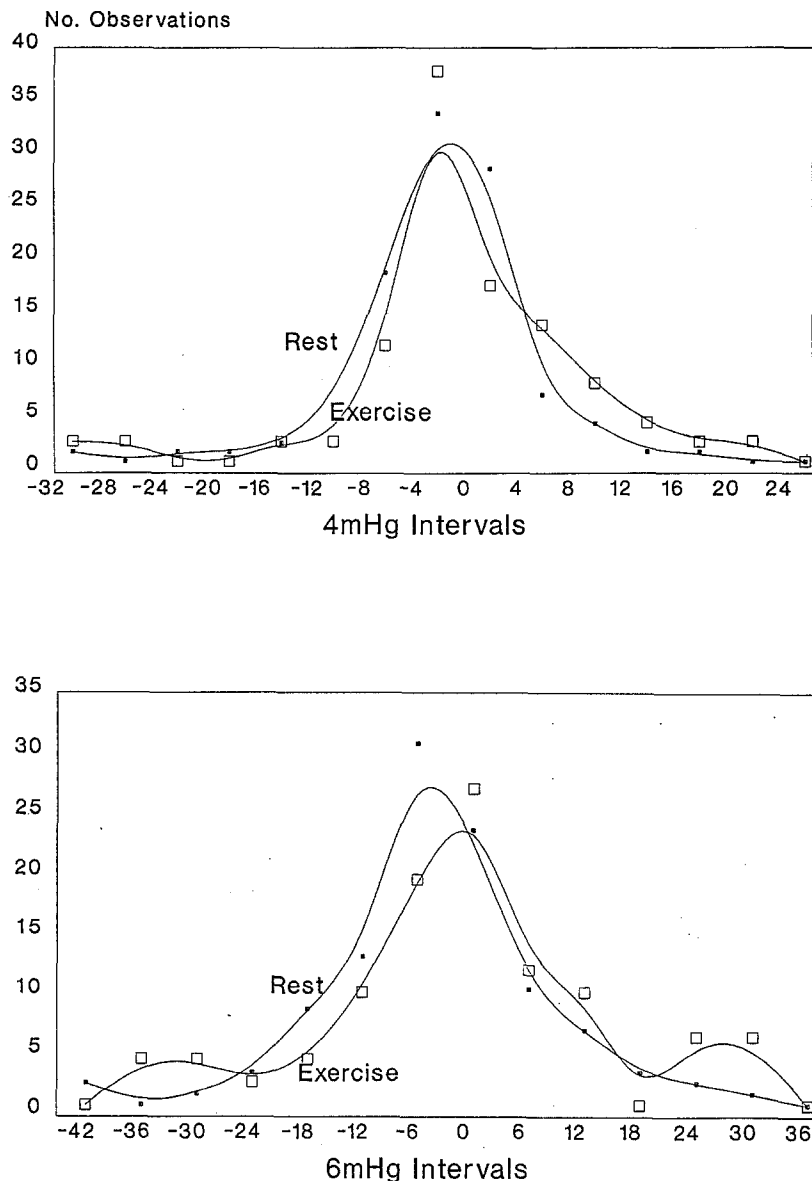 No. Observations
40
35
30
25
20
15
10
5
0
Rest
Exercise
-32 -28 -24 -20 -16 -12 -8 -4 0 4 8 12 16 20 24
4mHg Intervals
35
30
25
20
15
10
5
0
Rest
Exercise
-42 -36 -30 -24 -18 -12 -6 0 6 12 18 24 30 36
6mHg Intervals